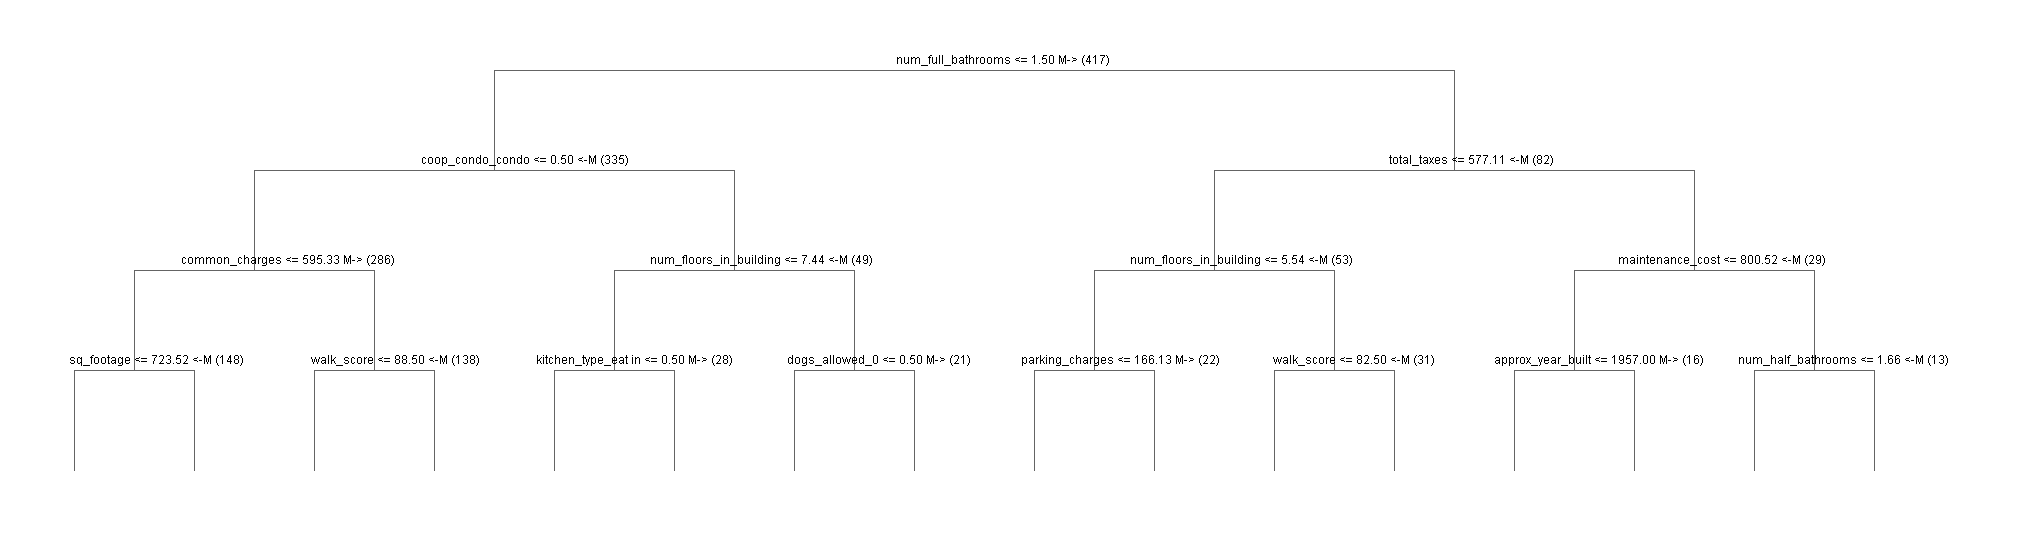 num_full_bathrooms <= 1.50 M-> (417)
coop_condo_condo <= 0.50 <-M (335)
total_taxes <= 577.11 <-M (82)
common_charges <= 595.33 M-> (286)
num_floors_in_building <= 7.44 <-M (49)
num_floors_in_building <= 5.54 <-M (53)
maintenance_cost <= 800.52 <-M (29)
sq_footage <= 723.52 <-M (148)
walk_score <= 88.50 <-M (138)
kitchen_type_eat in <= 0.50 M-> (28)
dogs_allowed_0 <= 0.50 M-> (21)
parking_charges <= 166.13 M-> (22)
walk_score <= 82.50 <-M (31)
approx_year_built <= 1957.00 M-> (16)
num_half_bathrooms <= 1.66 <-M (13)